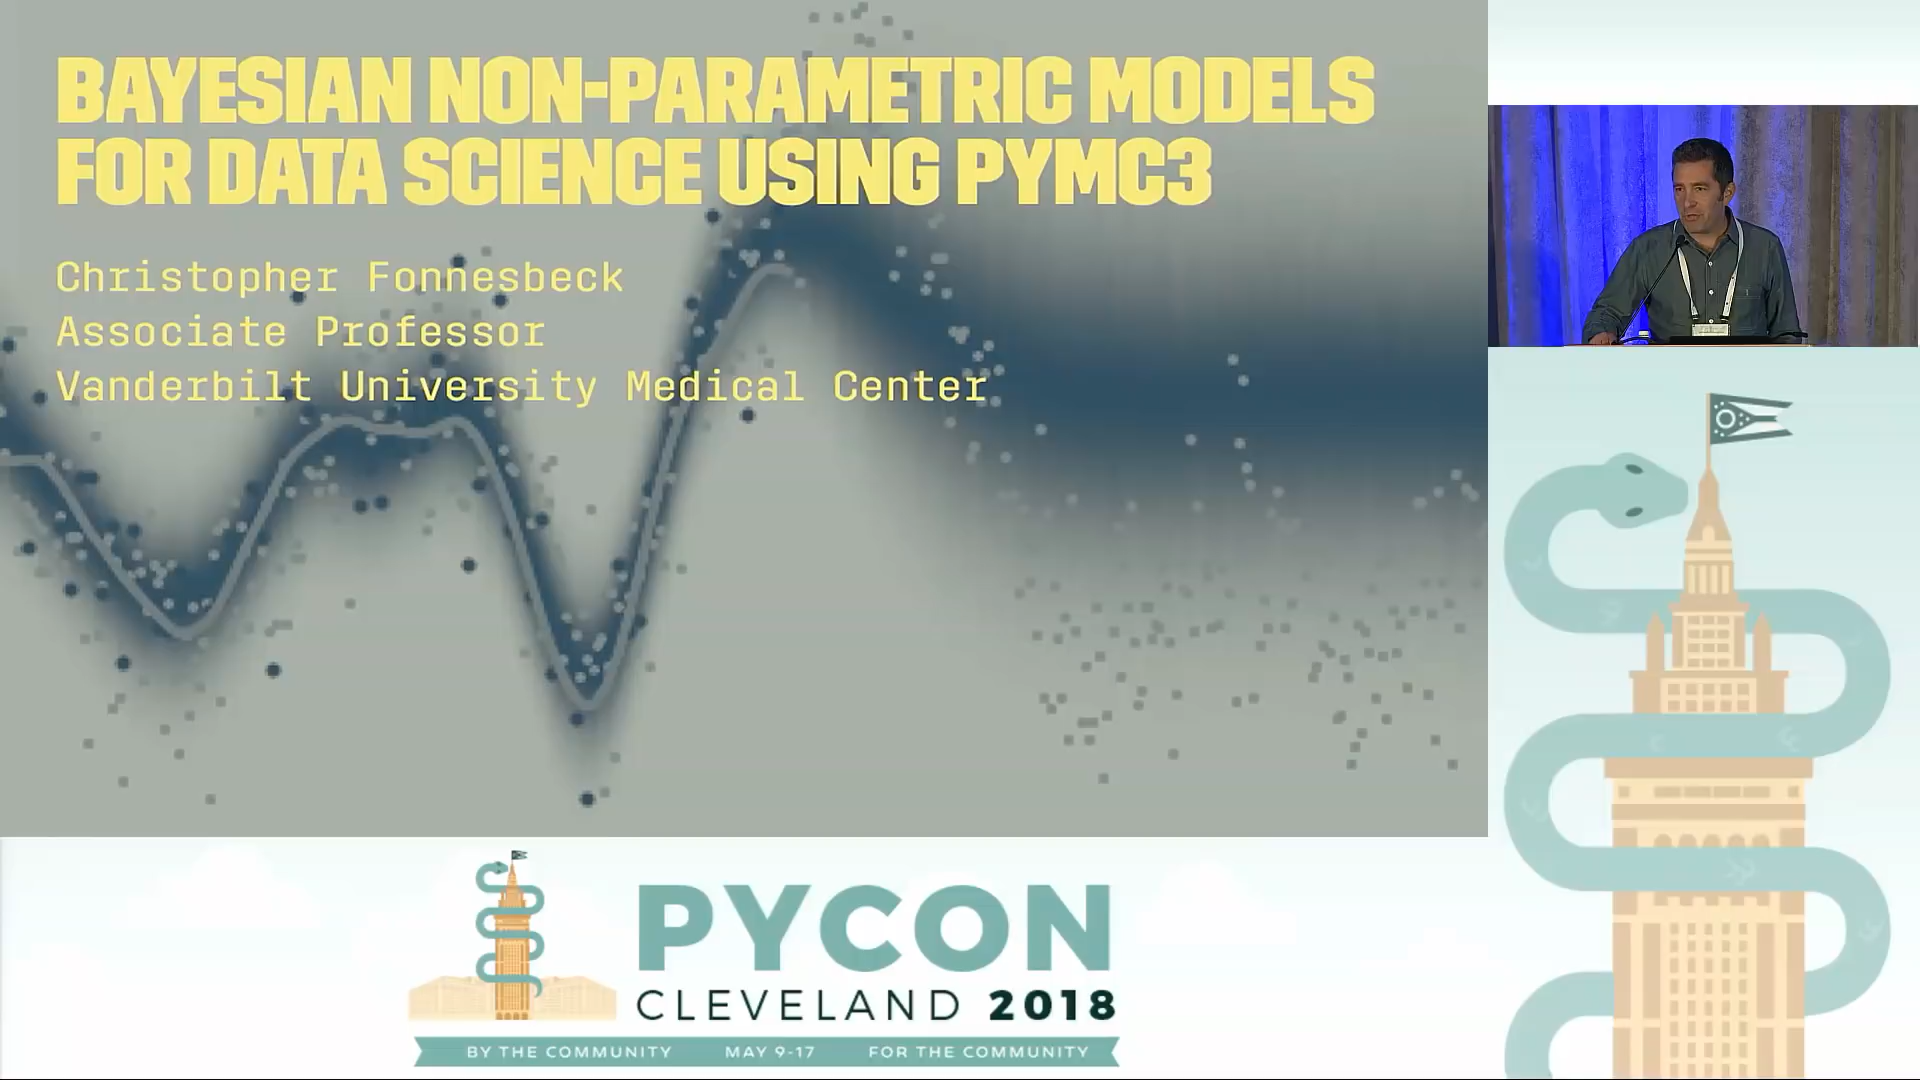 BAYESIAN NON-PARAMETRIC MODELS
FOR DATA SCIENCE USING PYMC3
Christopher Fonnesbeck
Associate Professor
Vanderbilt University Medical Center
PYCON
CLEVELAND 2018
BY THE COMMUNITY MAY 9-17 FOR THE COMMUNITY